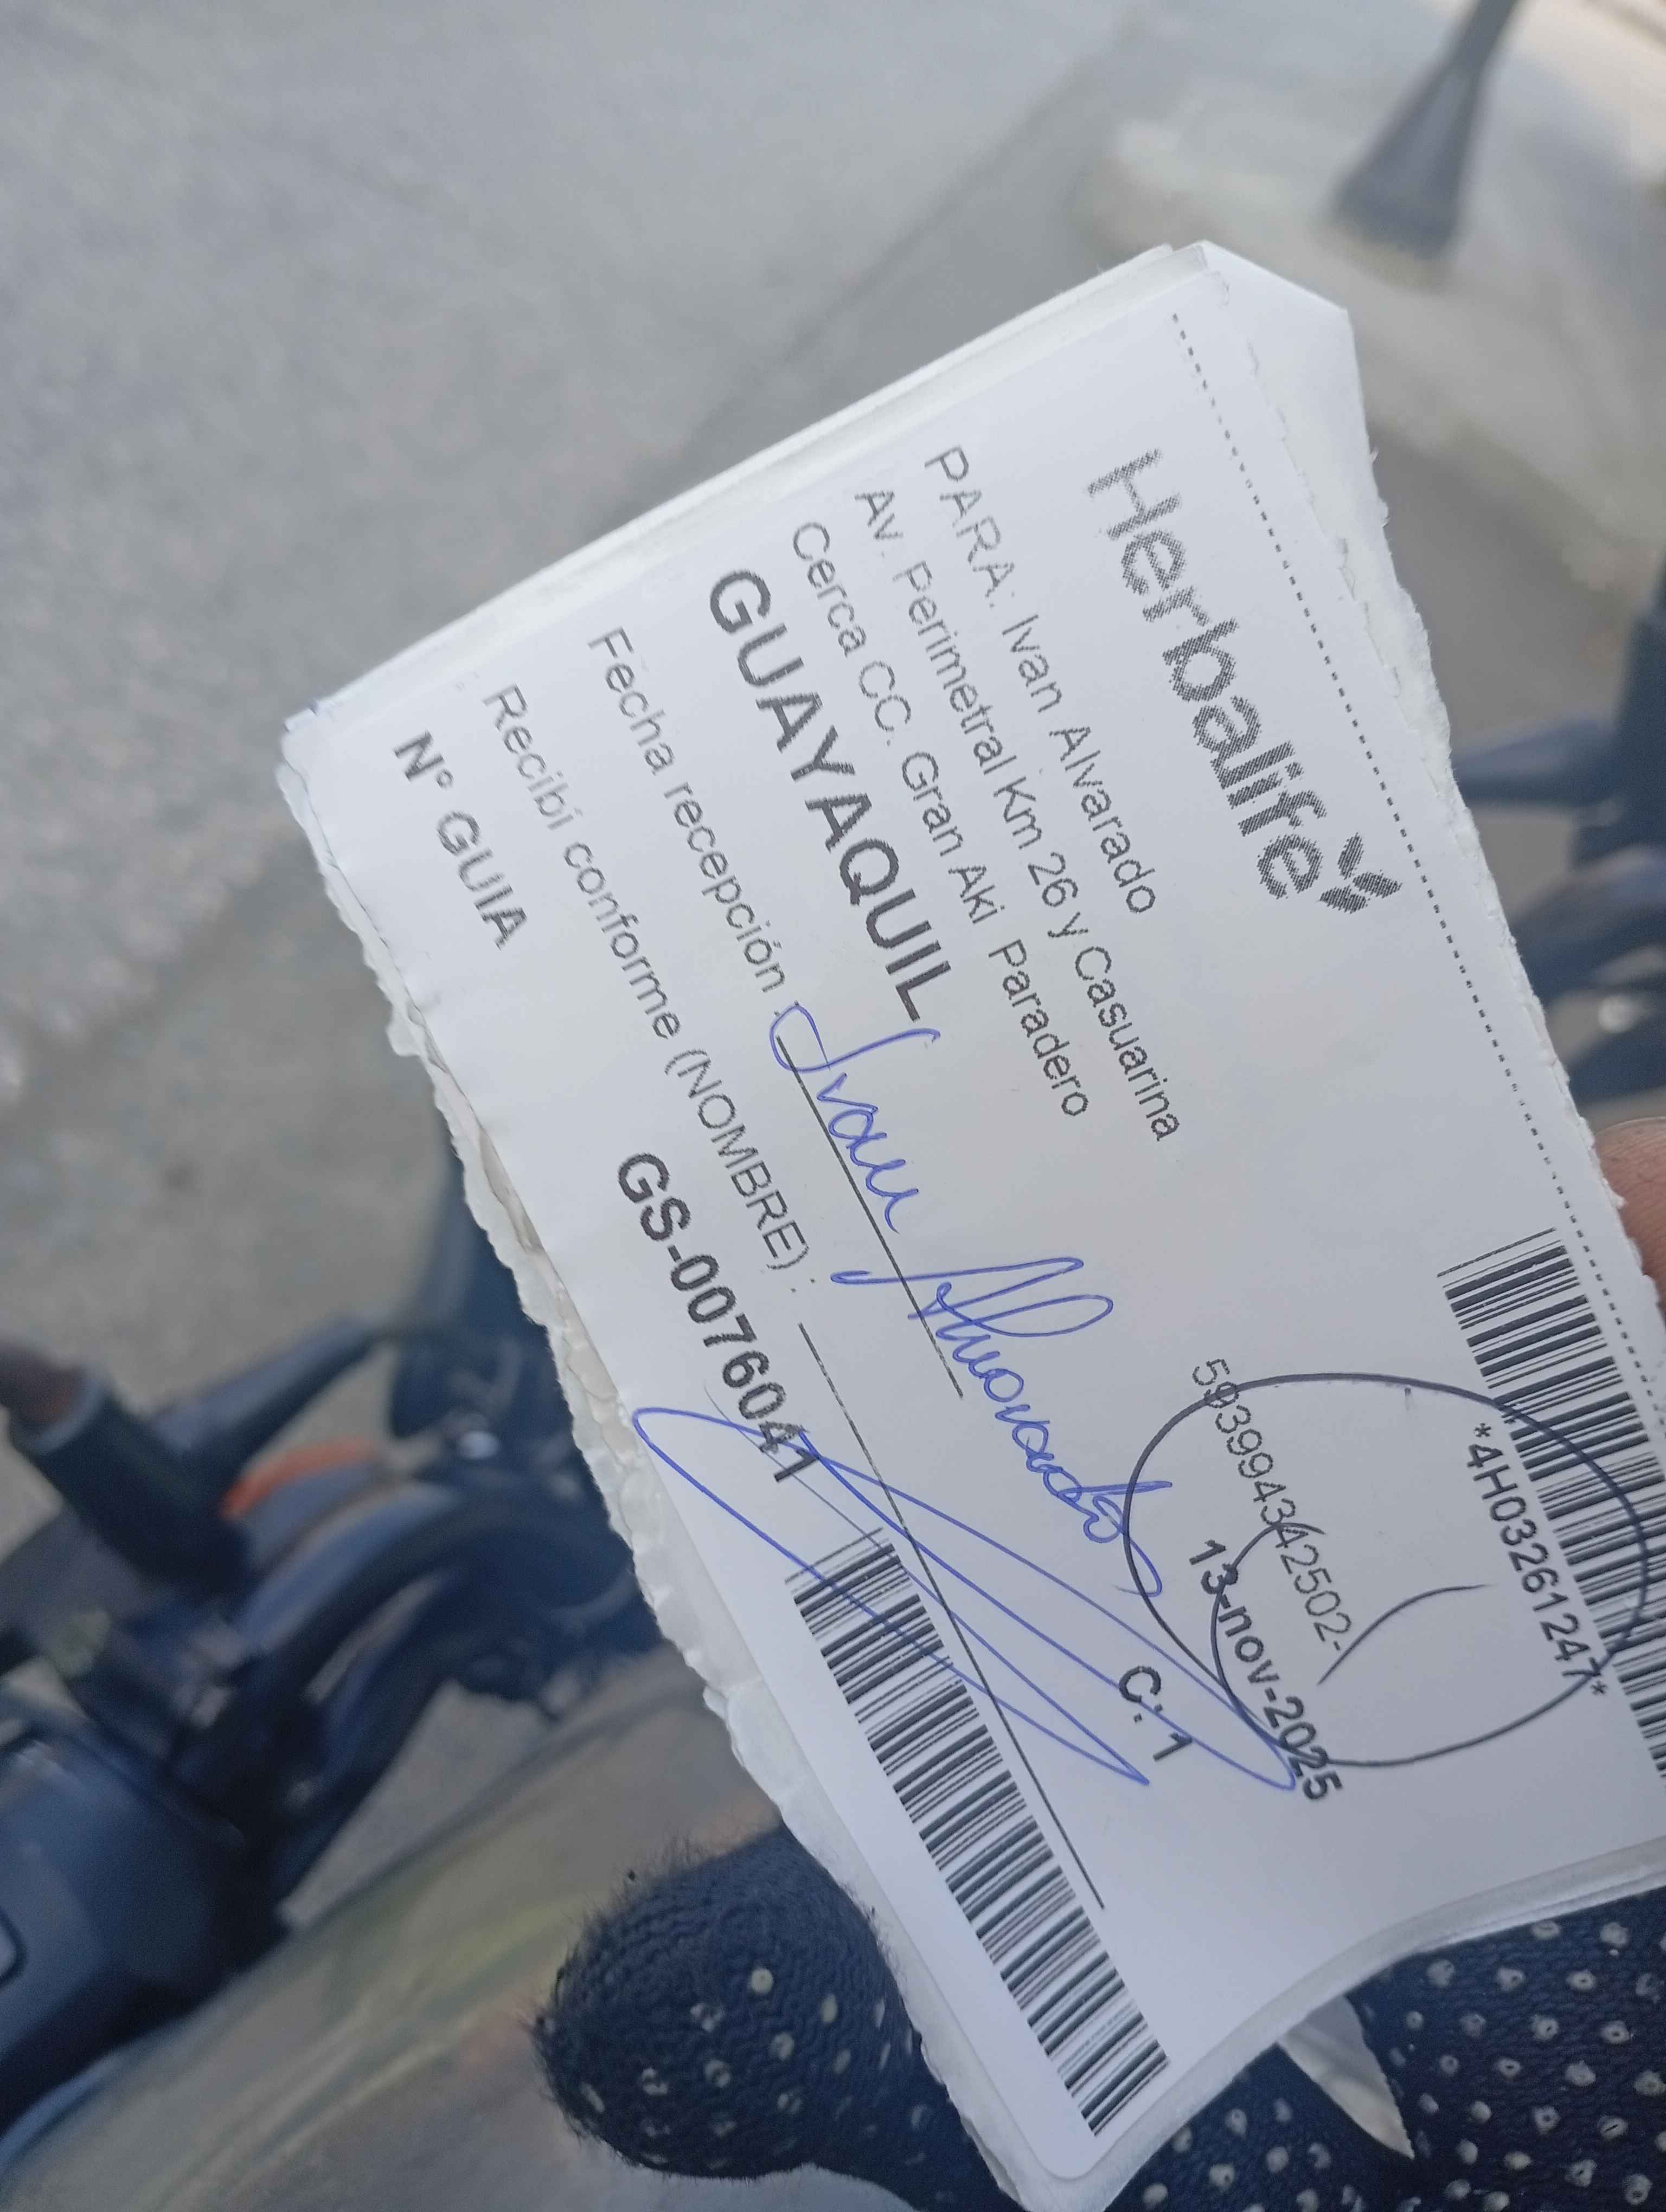 Herbalife
*4H03261247*
PARA: Ivan Alvarado
Av. Perimetral Km 26 y Casuarina
Cerca CC. Gran Aki Paradero
593994342502-
GUAYAQUIL
13-nov-2025
Fecha recepción :
Ivan Alvarado
C: 1
Recibí conforme (NOMBRE) :
Nº GUIA
GS-0076041